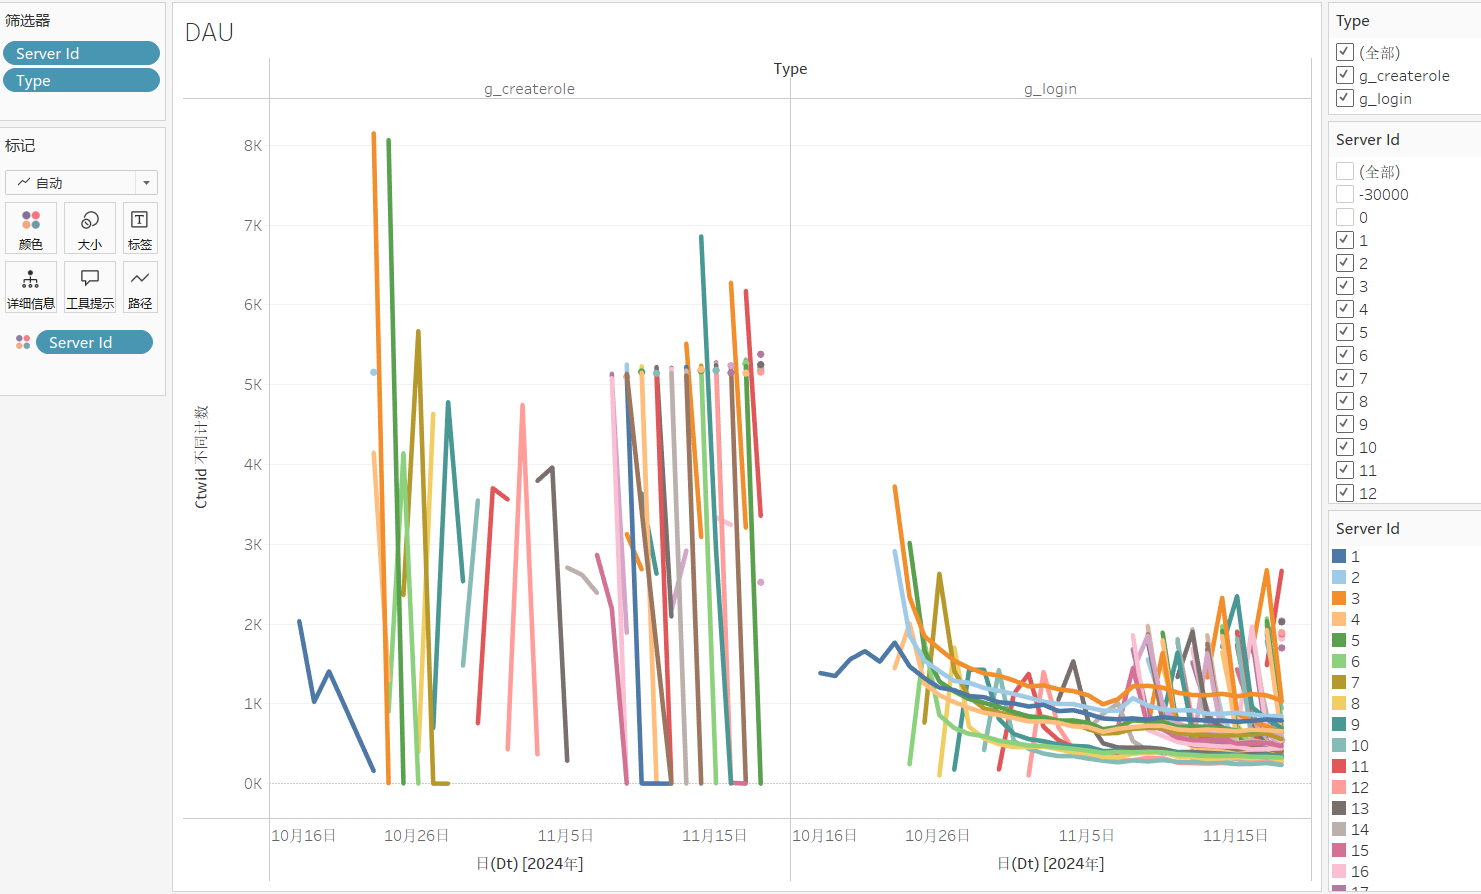 筛选器
Server Id
Type
标记
自动
颜色
大小
标签
详细信息
工具提示
路径
Server Id
DAU
Type
g_createrole
g_login
8K
7K
6K
5K
4K
3K
2K
1K
0K
Ctwid 不同计数
10月16日
10月26日
11月5日
11月15日
10月16日
10月26日
11月5日
11月15日
日(Dt) [2024年]
日(Dt) [2024年]
Type
(全部)
g_createrole
g_login
Server Id
(全部)
-30000
0
1
2
3
4
5
6
7
8
9
10
11
12
Server Id
1
2
3
4
5
6
7
8
9
10
11
12
13
14
15
16
17